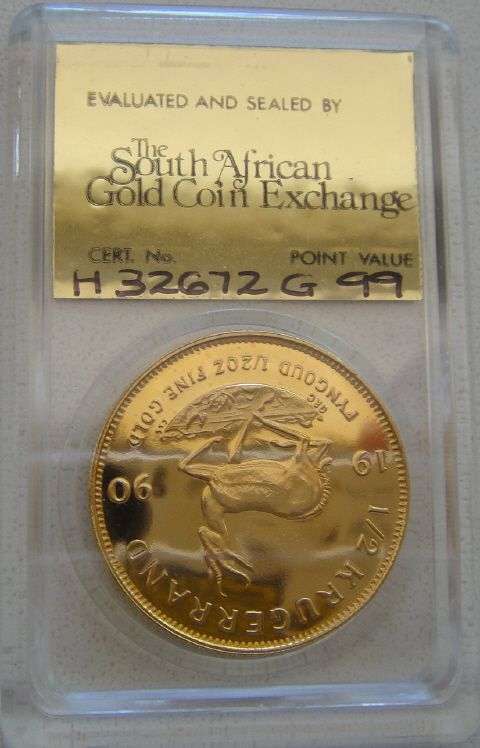 EVALUATED AND SEALED BY
The
South African
Gold Coin Exchange
CERT. No. POINT VALUE
H 32672 G 99
1/2 KRUGERRAND
19 90
FYNGOUD 1/2OZ FINE GOLD